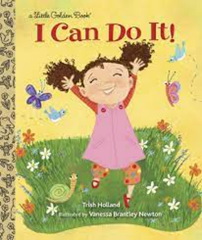 a Little Golden Book®
I Can Do It!
Trish Holland
illustrated by Vanessa Brantley Newton